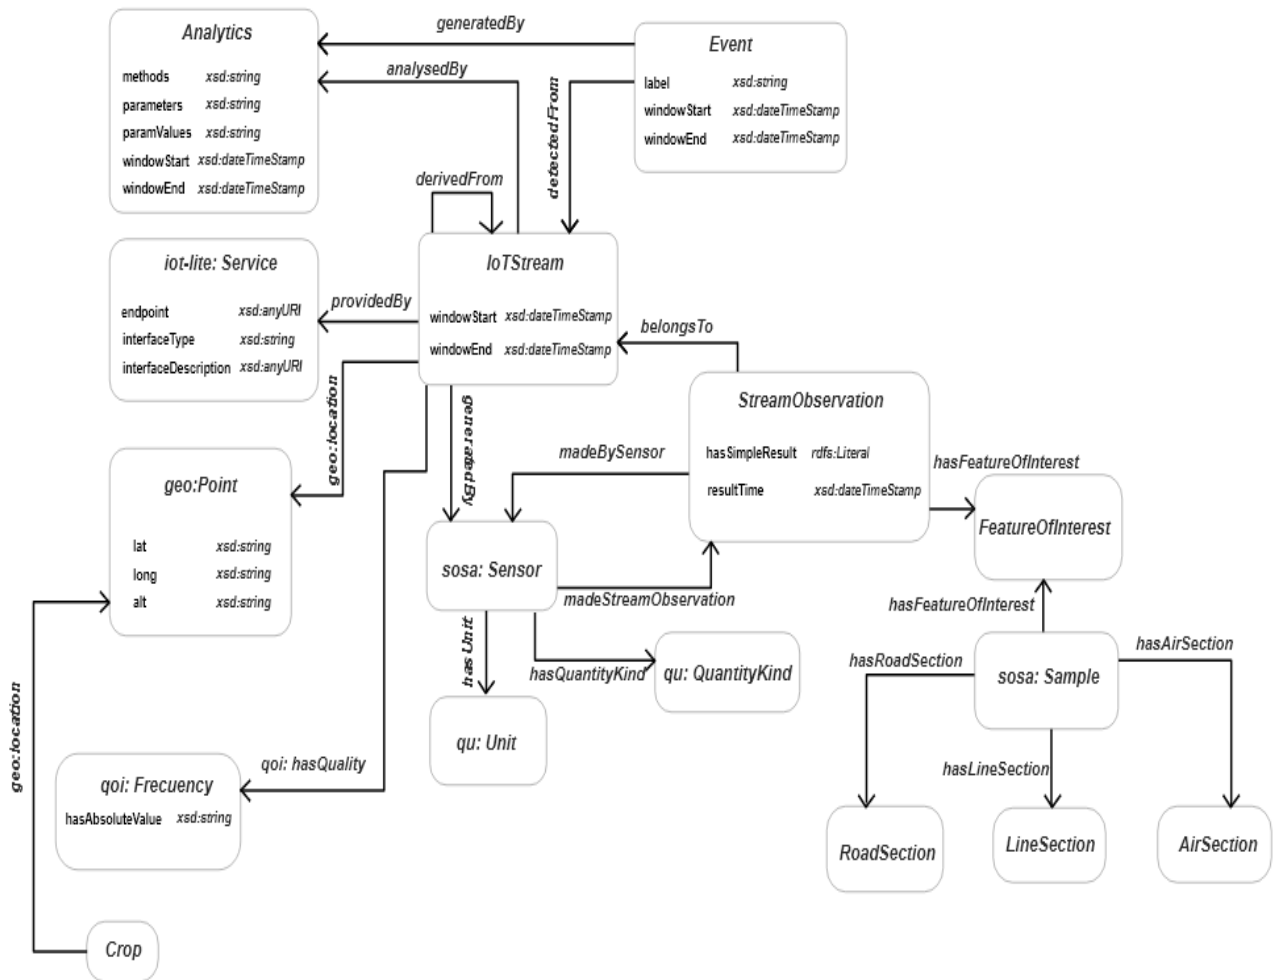 Analytics
methods xsd:string
parameters xsd:string
paramValues xsd:string
windowStart xsd:dateTimeStamp
windowEnd xsd:dateTimeStamp
generatedBy
analysedBy
Event
label xsd:string
windowStart xsd:dateTimeStamp
windowEnd xsd:dateTimeStamp
detectedFrom
derivedFrom
iot-lite: Service
endpoint xsd:anyURI
interfaceType xsd:string
interfaceDescription xsd:anyURI
providedBy
IoTStream
windowStart xsd:dateTimeStamp
windowEnd xsd:dateTimeStamp
belongsTo
geo:location
generatedBy
StreamObservation
hasSimpleResult rdfs:Literal
resultTime xsd:dateTimeStamp
madeBySensor
hasFeatureOfInterest
FeatureOfInterest
geo:Point
lat xsd:string
long xsd:string
alt xsd:string
sosa: Sensor
madeStreamObservation
hasFeatureOfInterest
hasUnit
hasQuantityKind
qu: QuantityKind
hasRoadSection
sosa: Sample
hasAirSection
geo:location
qu: Unit
qoi: hasQuality
hasLineSection
qoi: Frecuency
hasAbsoluteValue xsd:string
RoadSection
LineSection
AirSection
Crop